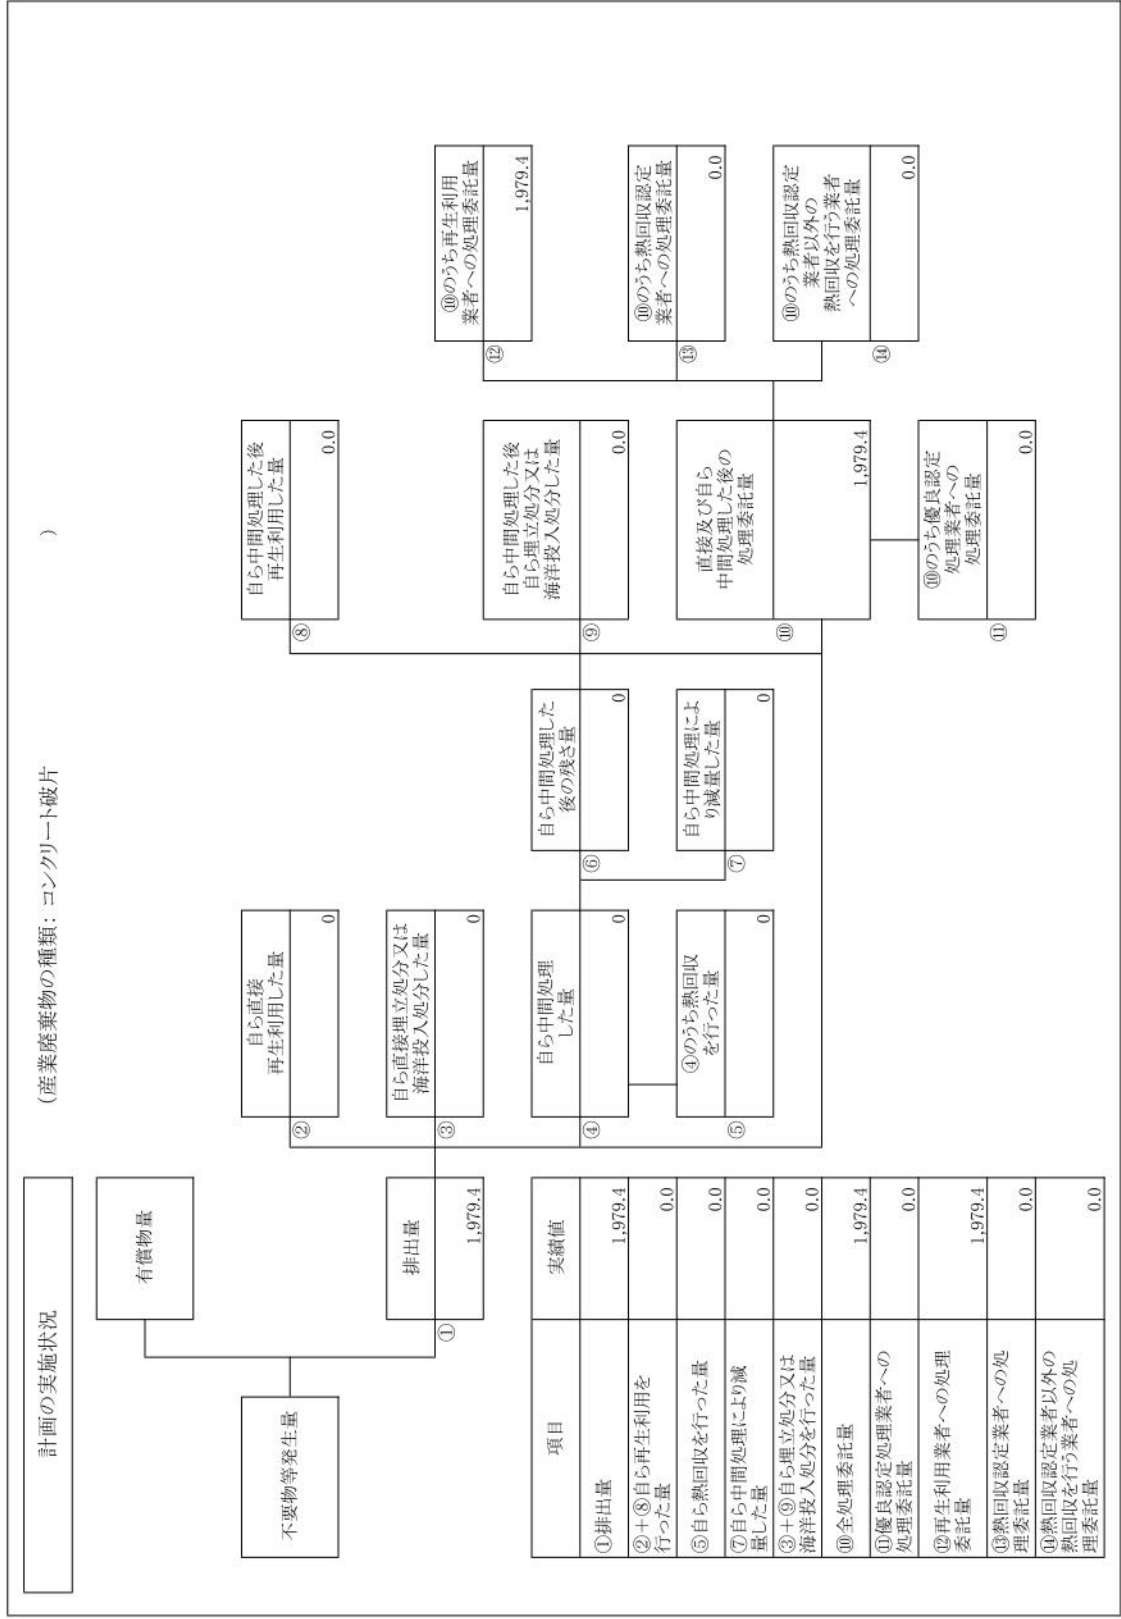 計画の実施状況
(産業廃棄物の種類: コンクリート破片
)
不要物等発生量
有償物量
①
排出量
1,979.4
②
自ら直接
再生利用した量
0
③
自ら直接埋立処分又は
海洋投入処分した量
0
④
自ら中間処理
した量
0
⑤
④のうち熱回収
を行った量
0
⑥
自ら中間処理した
後の残さ量
0
⑦
自ら中間処理によ
り減量した量
0
⑧
自ら中間処理した後
再生利用した量
0.0
⑨
自ら中間処理した後
自ら埋立処分又は
海洋投入処分した量
0.0
⑩
直接及び自ら
中間処理した後の
処理委託量
1,979.4
⑪
⑩のうち優良認定
処理業者への
処理委託量
0.0
⑫
⑩のうち再生利用
業者への処理委託量
1,979.4
⑬
⑩のうち熱回収認定
業者への処理委託量
0.0
⑭
⑩のうち熱回収認定
業者以外の
熱回収を行う業者
への処理委託量
0.0
項目
実績値
①排出量
1,979.4
②+⑧自ら再生利用を
行った量
0.0
⑤自ら熱回収を行った量
0.0
⑦自ら中間処理により減
量した量
0.0
③+⑨自ら埋立処分又は
海洋投入処分を行った量
0.0
⑩全処理委託量
1,979.4
⑪優良認定処理業者への
処理委託量
0.0
⑫再生利用業者への処理
委託量
1,979.4
⑬熱回収認定業者への処
理委託量
0.0
⑭熱回収認定業者以外の
熱回収を行う業者への処
理委託量
0.0